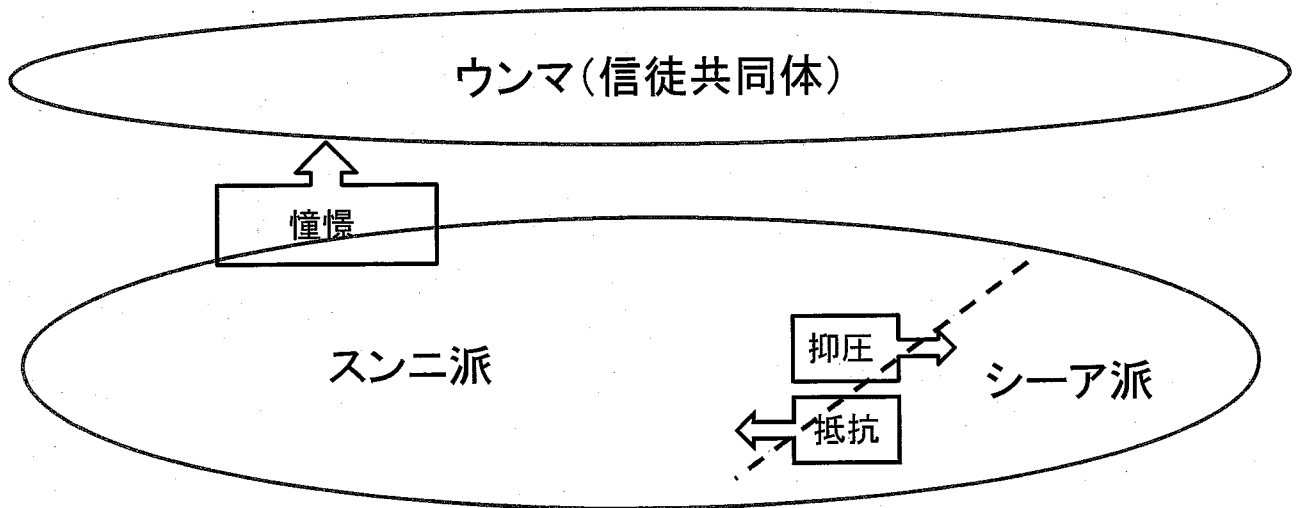 ウンマ（信徒共同体）
憧憬
スンニ派
抑圧
シーア派
抵抗